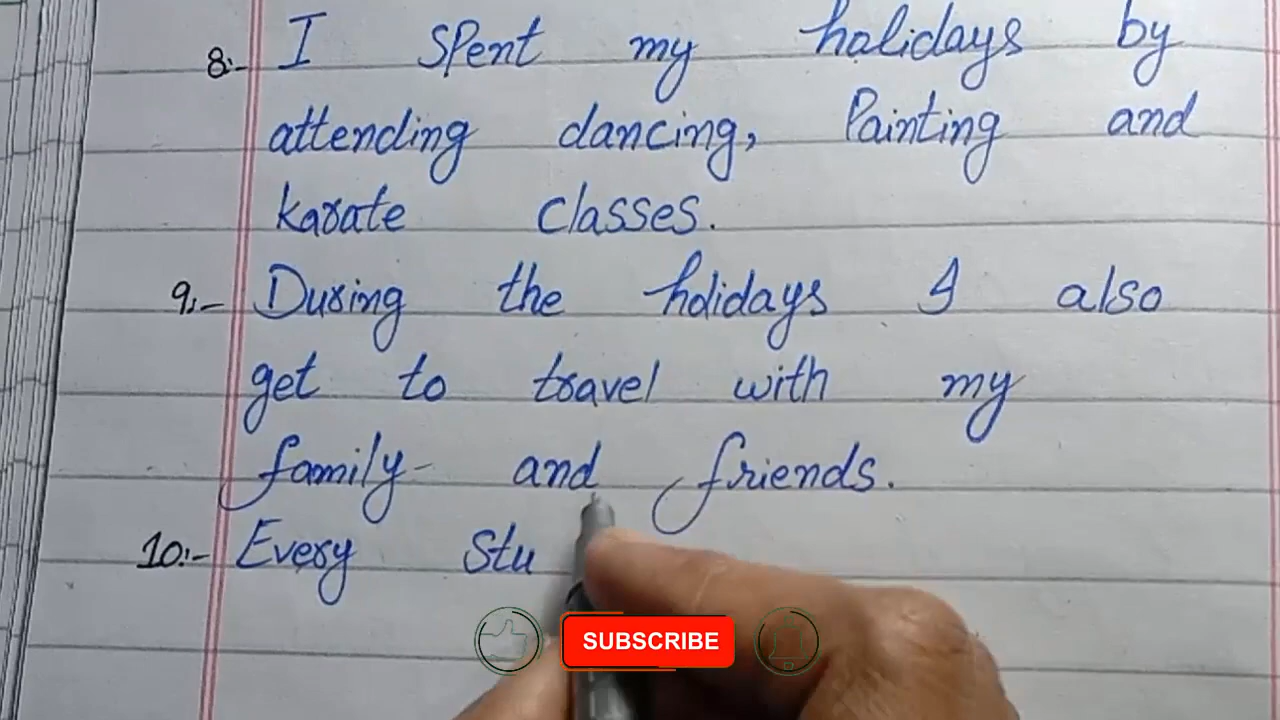 8:- I spent my holidays by
attending dancing, Painting and
karate classes.
9:- During the holidays I also
get to travel with my
family and friends.
10:- Every Stu
SUBSCRIBE